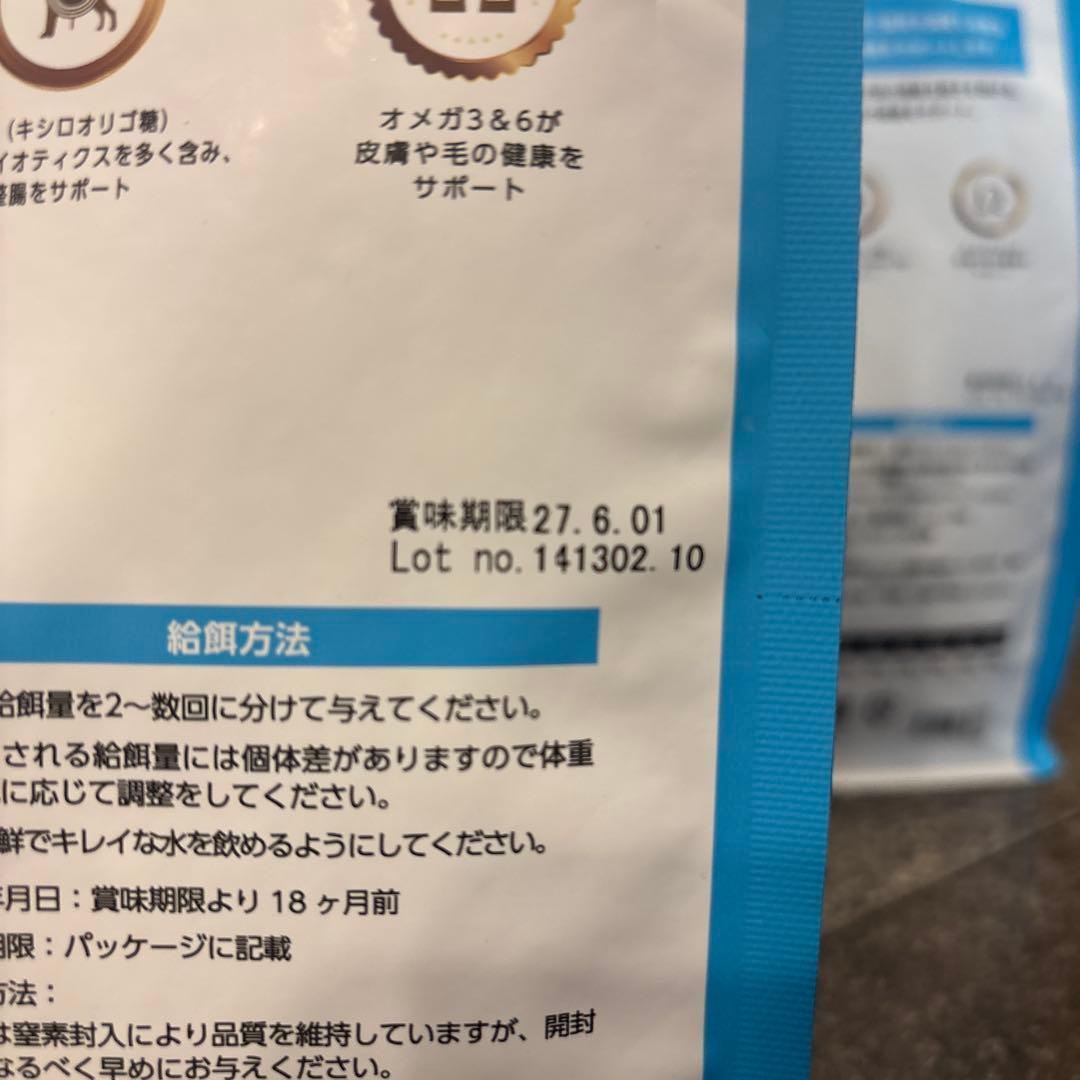 (キシロオリゴ糖)
イオティクスを多く含み、
整腸をサポート
オメガ3&6が
皮膚や毛の健康を
サポート
賞味期限27.6.01
Lot no.141302.10
給餌方法
給餌量を2〜数回に分けて与えてください。
される給餌量には個体差がありますので体重
に応じて調整をしてください。
鮮でキレイな水を飲めるようにしてください。
年月日：賞味期限より18ヶ月前
期限：パッケージに記載
方法：
は窒素封入により品質を維持していますが、開封
なるべく早めにお与えください。